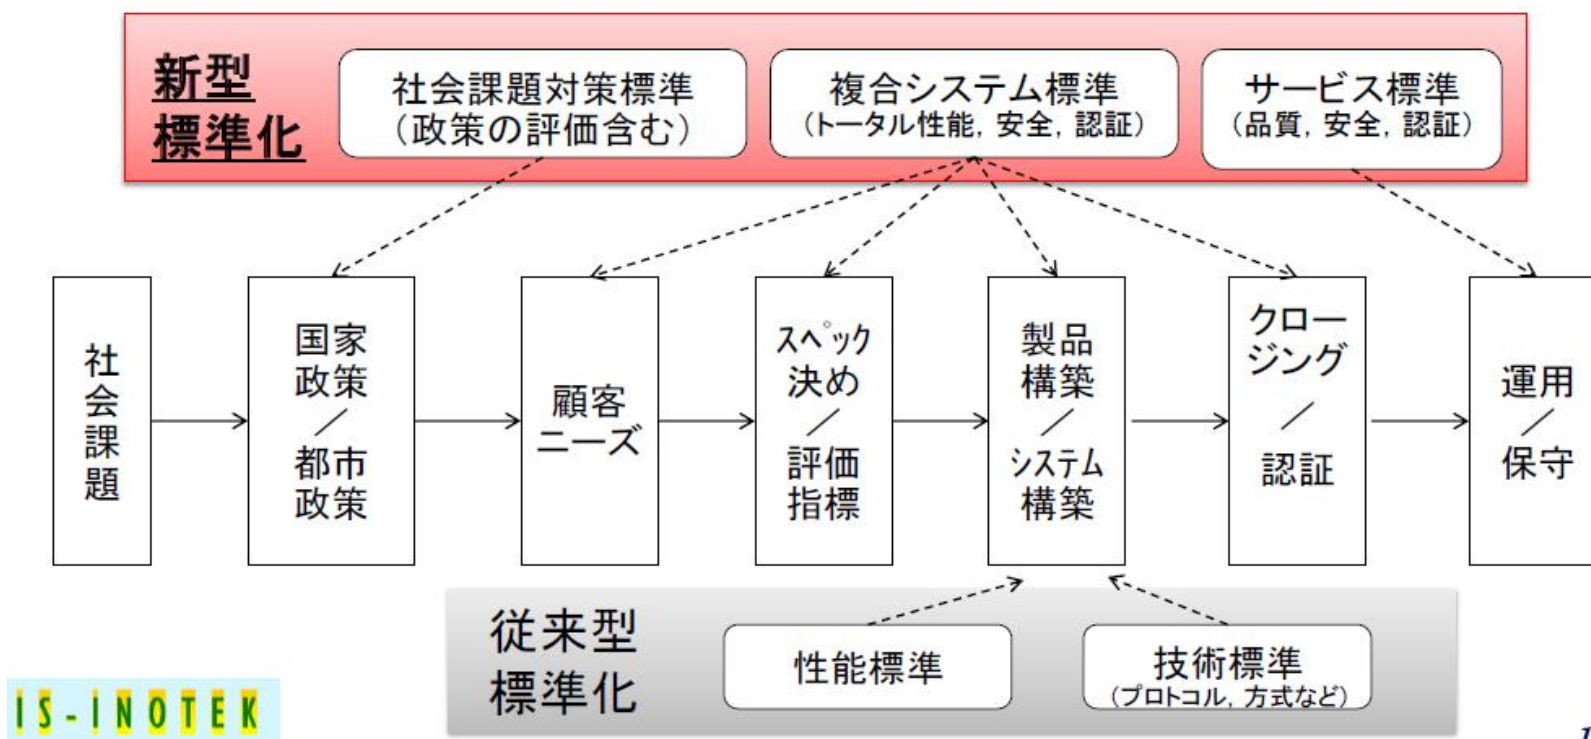 新型
標準化
社会課題対策標準
（政策の評価含む）
複合システム標準
（トータル性能，安全，認証）
サービス標準
（品質，安全，認証）
社
会
課
題
国家
政策
／
都市
政策
顧客
ニーズ
スペック
決め
／
評価
指標
製品
構築
／
システム
構築
クロー
ジング
／
認証
運用
／
保守
従来型
標準化
性能標準
技術標準
（プロトコル，方式など）
IS-INOTEK